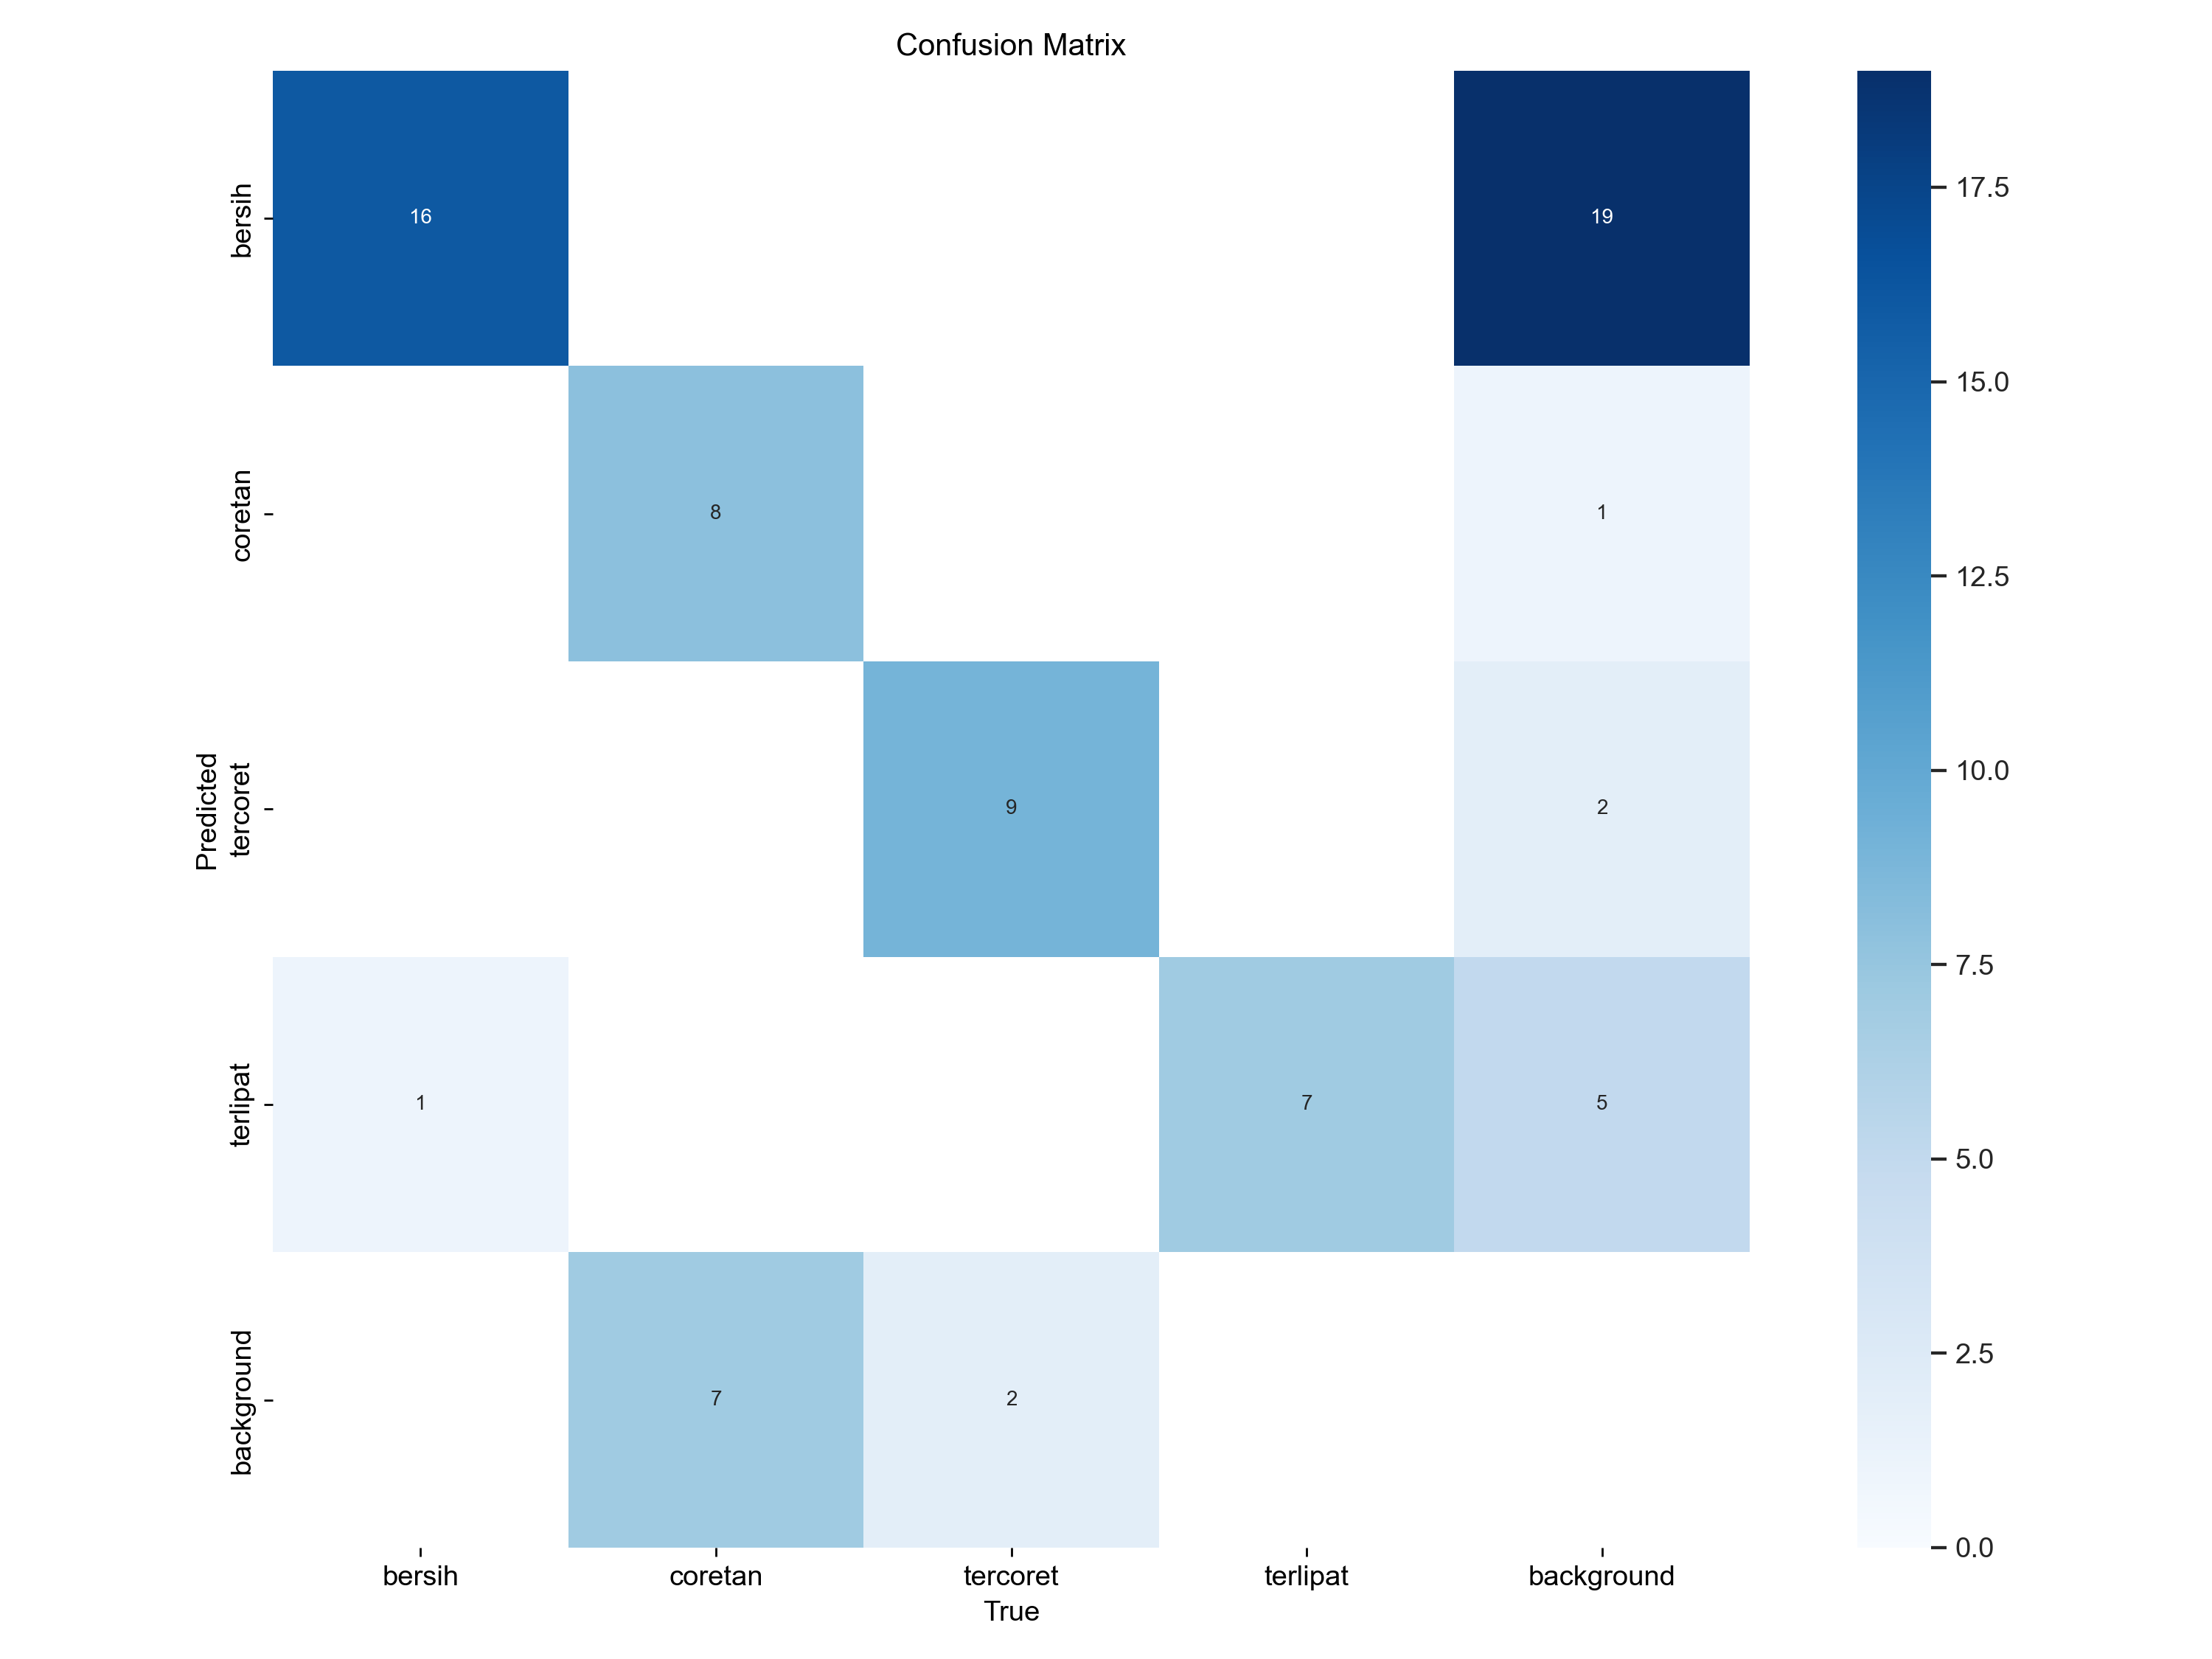 Confusion Matrix
bersih
16
19
17.5
15.0
coretan
8
1
12.5
10.0
Predicted
tercoret
9
2
7.5
terlipat
1
7
5
5.0
background
7
2
2.5
0.0
bersih
coretan
tercoret
terlipat
background
True